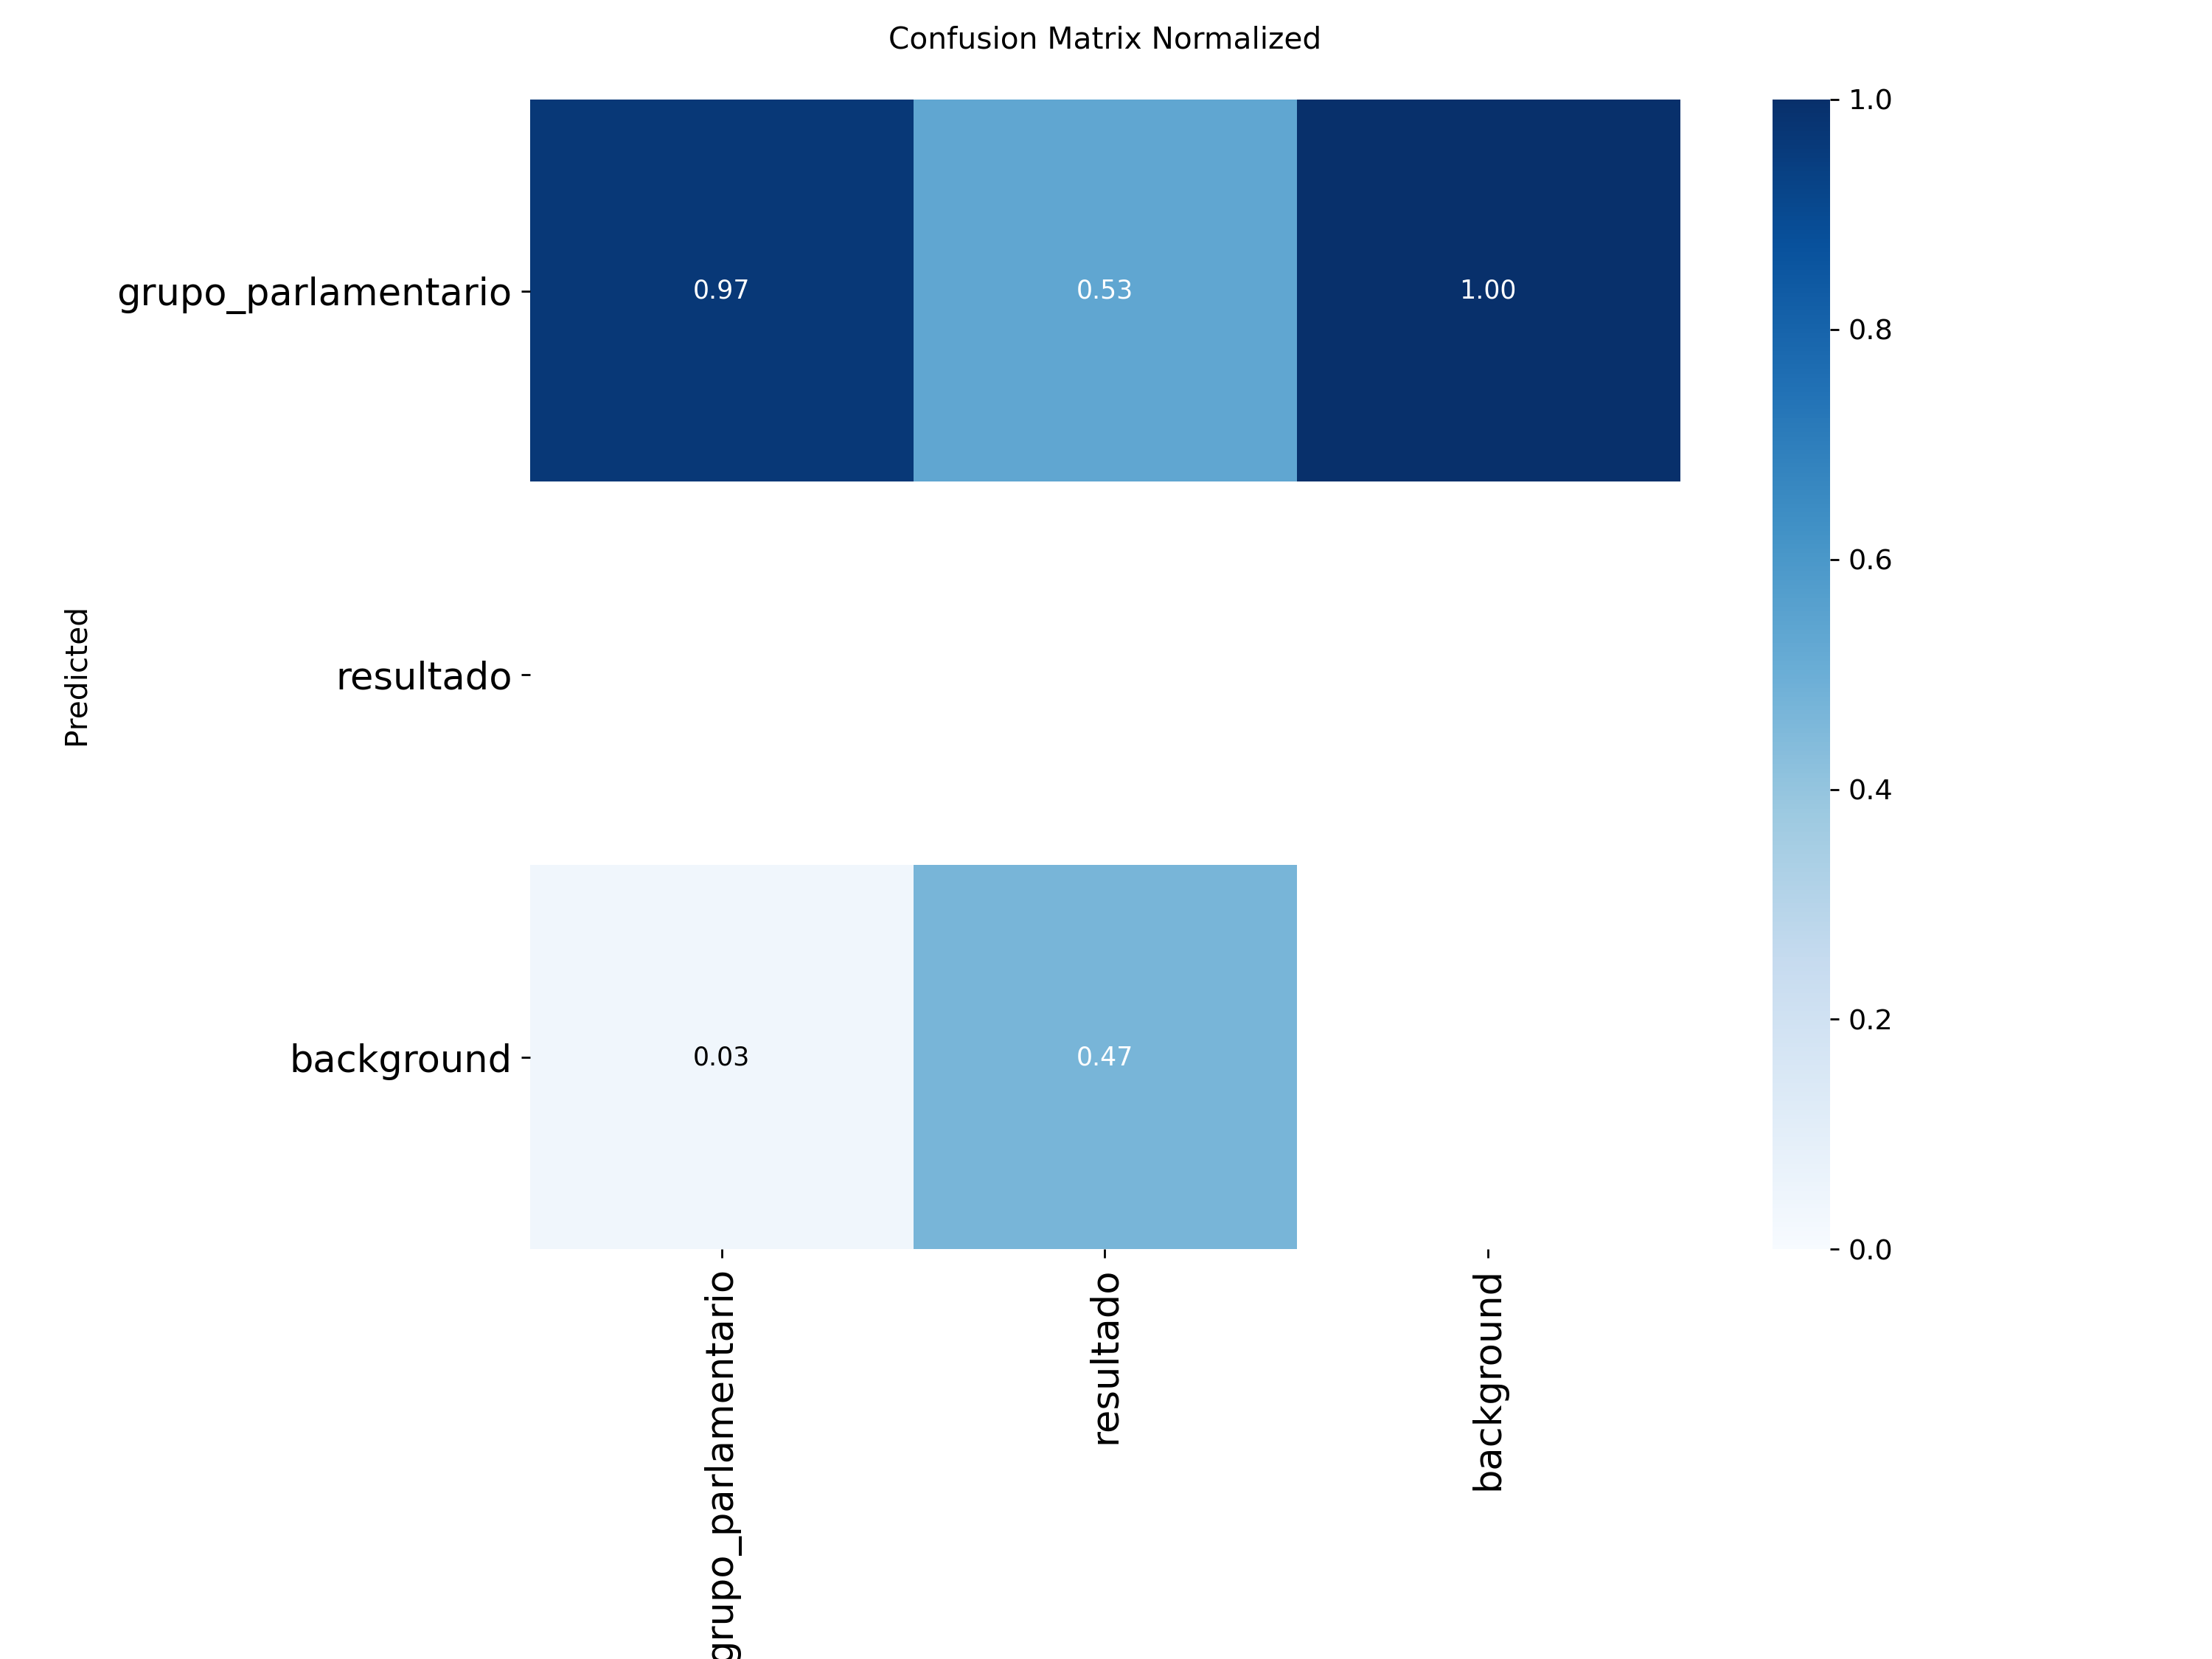 Confusion Matrix Normalized
Predicted
grupo_parlamentario
0.97
0.53
1.00
resultado
background
0.03
0.47
1.0
0.8
0.6
0.4
0.2
0.0
grupo_parlamentario
resultado
background